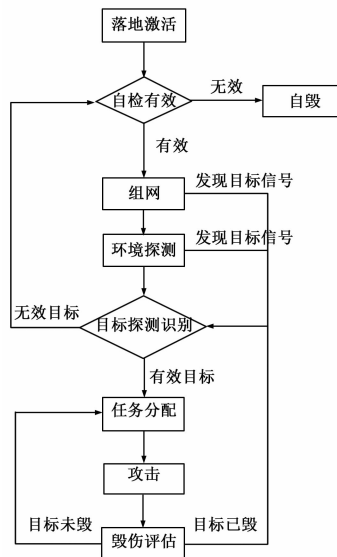 落地激活
自检有效
无效
自毁
有效
组网
发现目标信号
环境探测
发现目标信号
无效目标
目标探测识别
有效目标
任务分配
攻击
目标未毁
毁伤评估
目标已毁